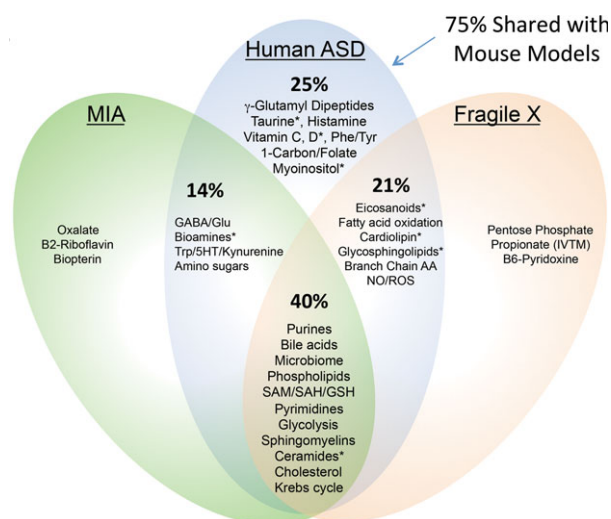 75% Shared with
Mouse Models
Human ASD
MIA
Fragile X
25%
γ-Glutamyl Dipeptides
Taurine*, Histamine
Vitamin C, D*, Phe/Tyr
1-Carbon/Folate
Myoinositol*
14%
GABA/Glu
Bioamines*
Trp/5HT/Kynurenine
Amino sugars
21%
Eicosanoids*
Fatty acid oxidation
Cardiolipin*
Glycosphingolipids*
Branch Chain AA
NO/ROS
Oxalate
B2-Riboflavin
Biopterin
Pentose Phosphate
Propionate (IVTM)
B6-Pyridoxine
40%
Purines
Bile acids
Microbiome
Phospholipids
SAM/SAH/GSH
Pyrimidines
Glycolysis
Sphingomyelins
Ceramides*
Cholesterol
Krebs cycle